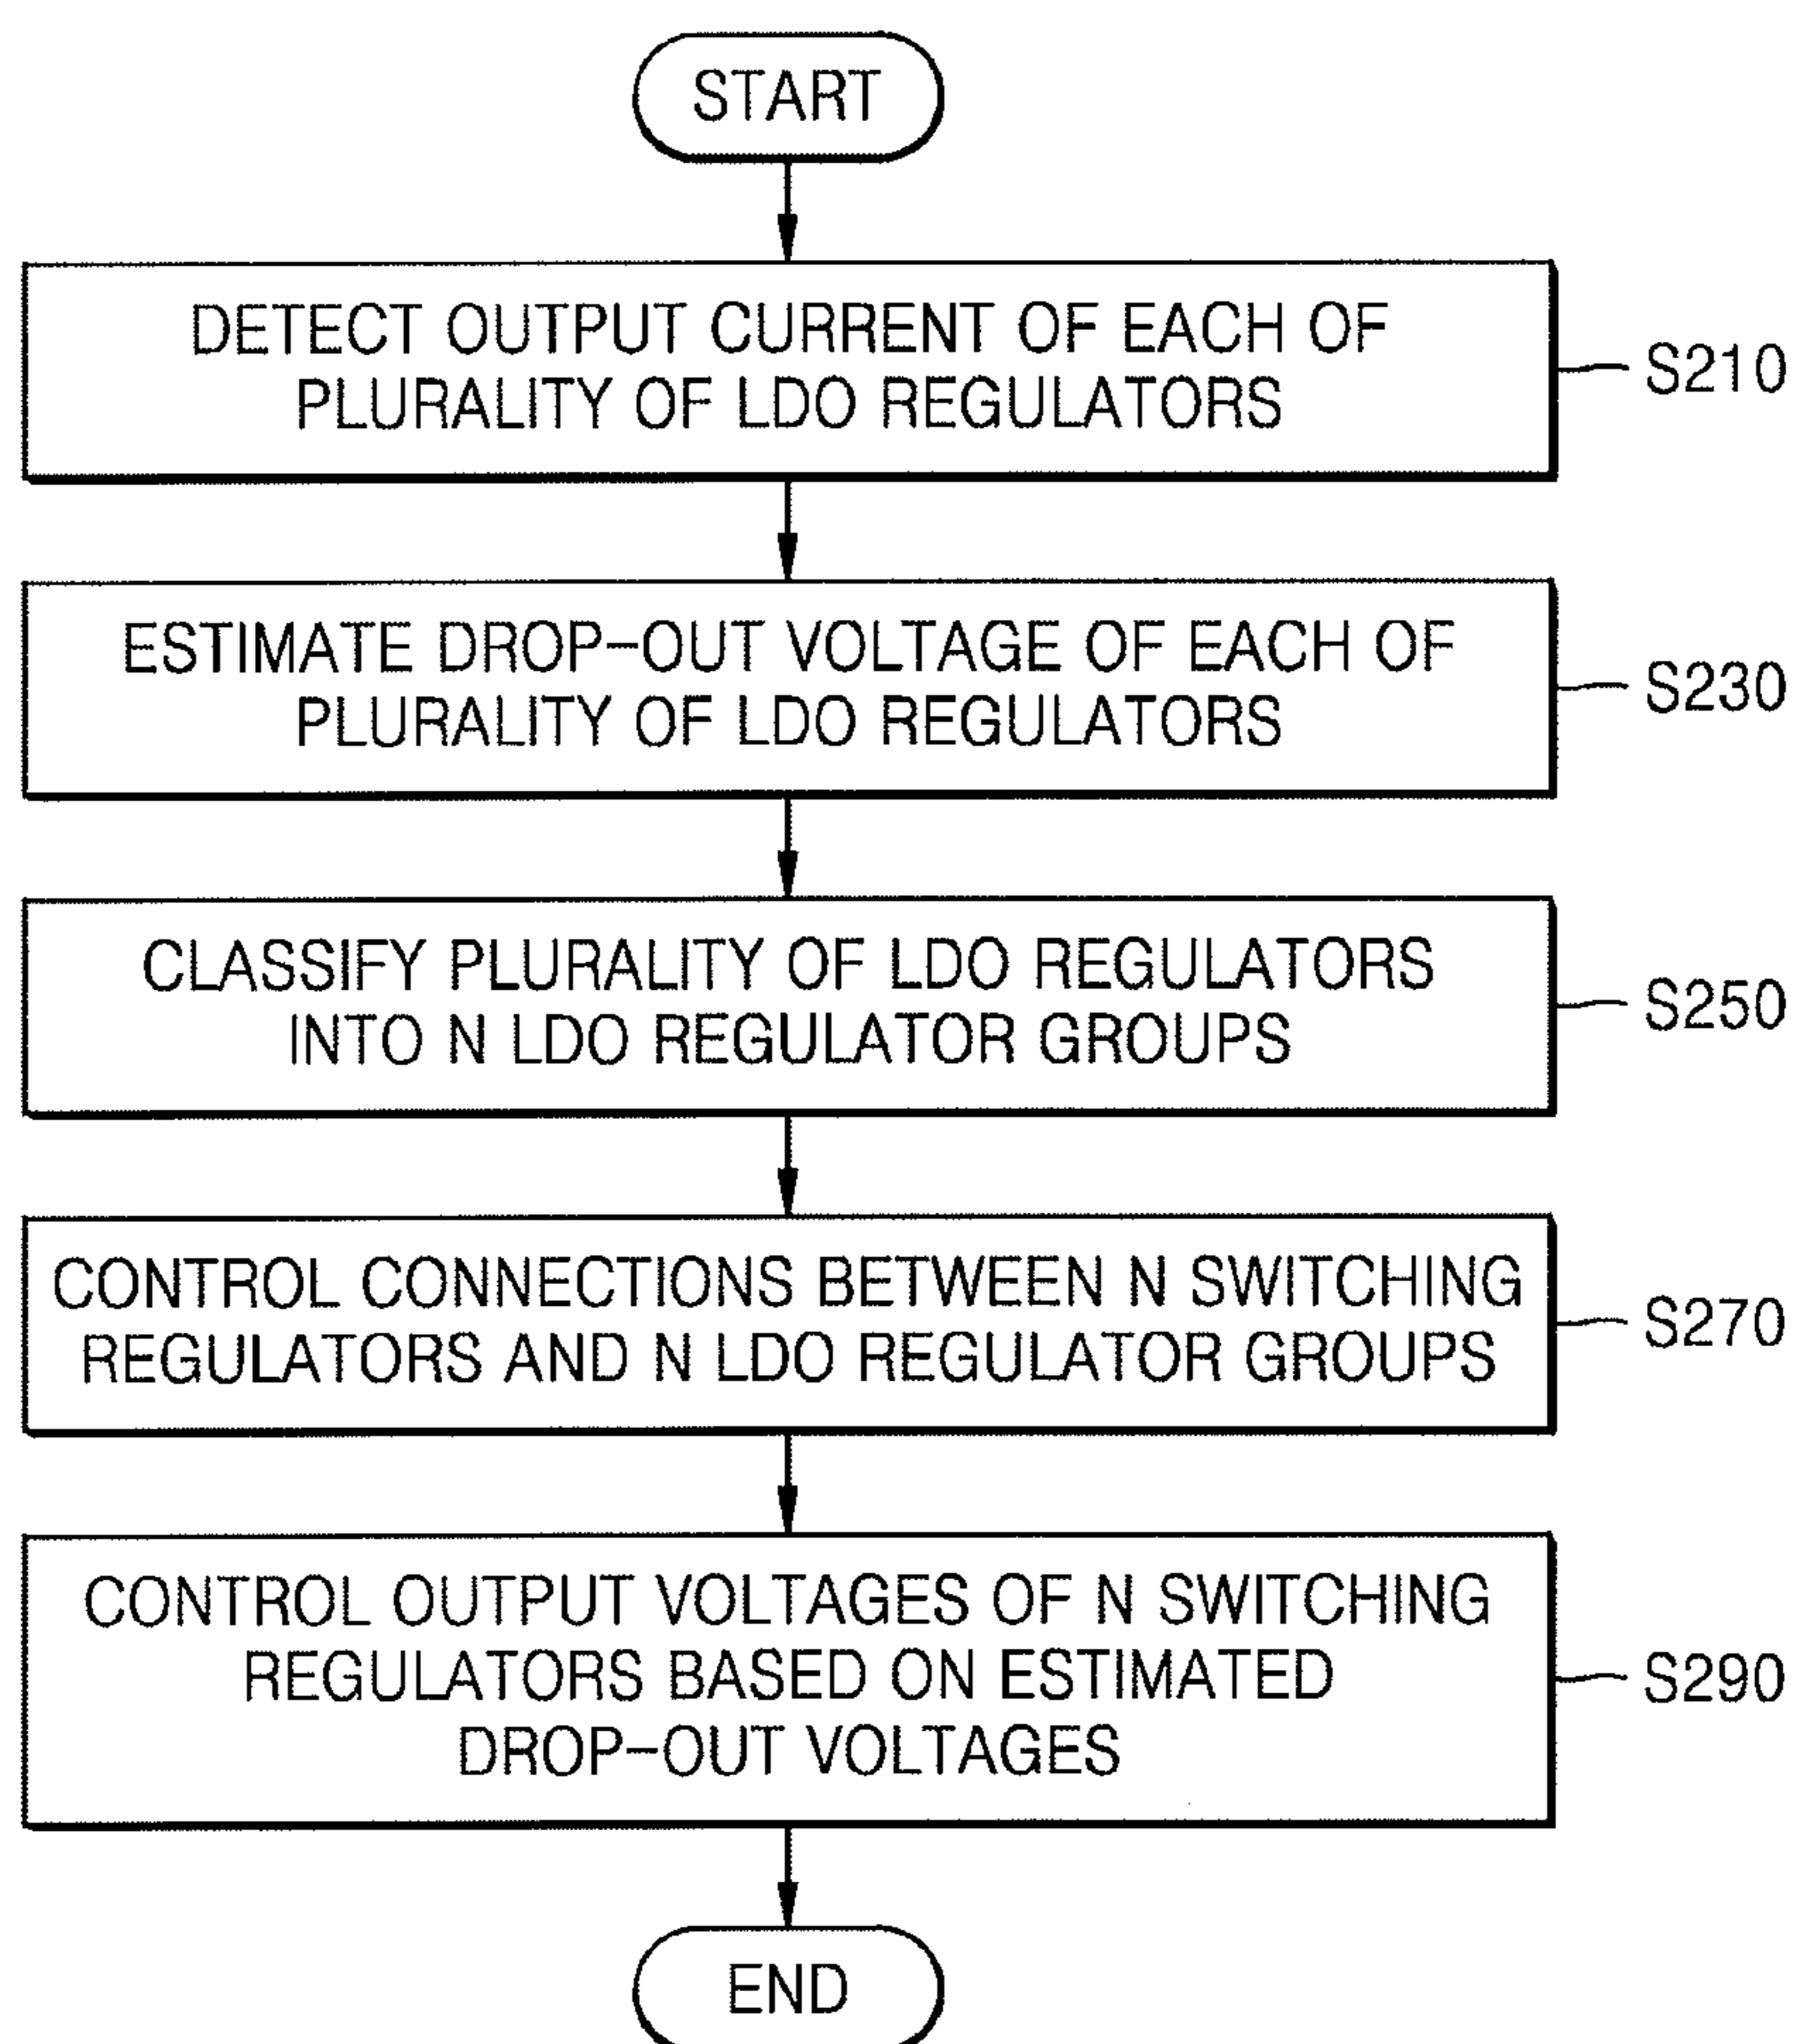 START
DETECT OUTPUT CURRENT OF EACH OF
PLURALITY OF LDO REGULATORS
S210
ESTIMATE DROP-OUT VOLTAGE OF EACH OF
PLURALITY OF LDO REGULATORS
S230
CLASSIFY PLURALITY OF LDO REGULATORS
INTO N LDO REGULATOR GROUPS
S250
CONTROL CONNECTIONS BETWEEN N SWITCHING
REGULATORS AND N LDO REGULATOR GROUPS
S270
CONTROL OUTPUT VOLTAGES OF N SWITCHING
REGULATORS BASED ON ESTIMATED
DROP-OUT VOLTAGES
S290
END